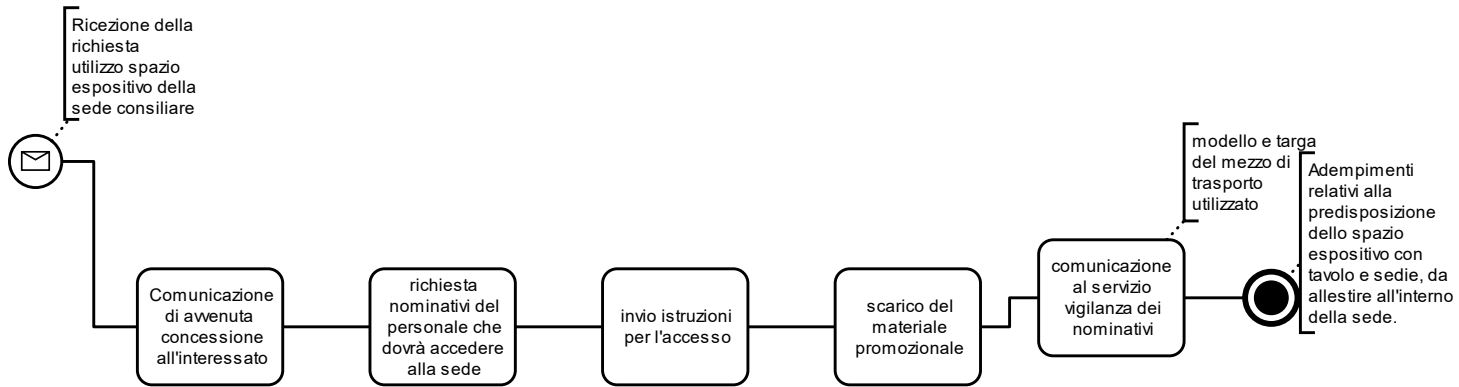 Ricezione della
richiesta
utilizzo spazio
espositivo della
sede consiliare
Comunicazione
di avvenuta
concessione
all'interessato
richiesta
nominativi del
personale che
dovrà accedere
alla sede
invio istruzioni
per l'accesso
scarico del
materiale
promozionale
comunicazione
al servizio
vigilanza dei
nominativi
modello e targa
del mezzo di
trasporto
utilizzato
Adempimenti
relativi alla
predisposizione
dello spazio
espositivo con
tavolo e sedie, da
allestire all'interno
della sede.